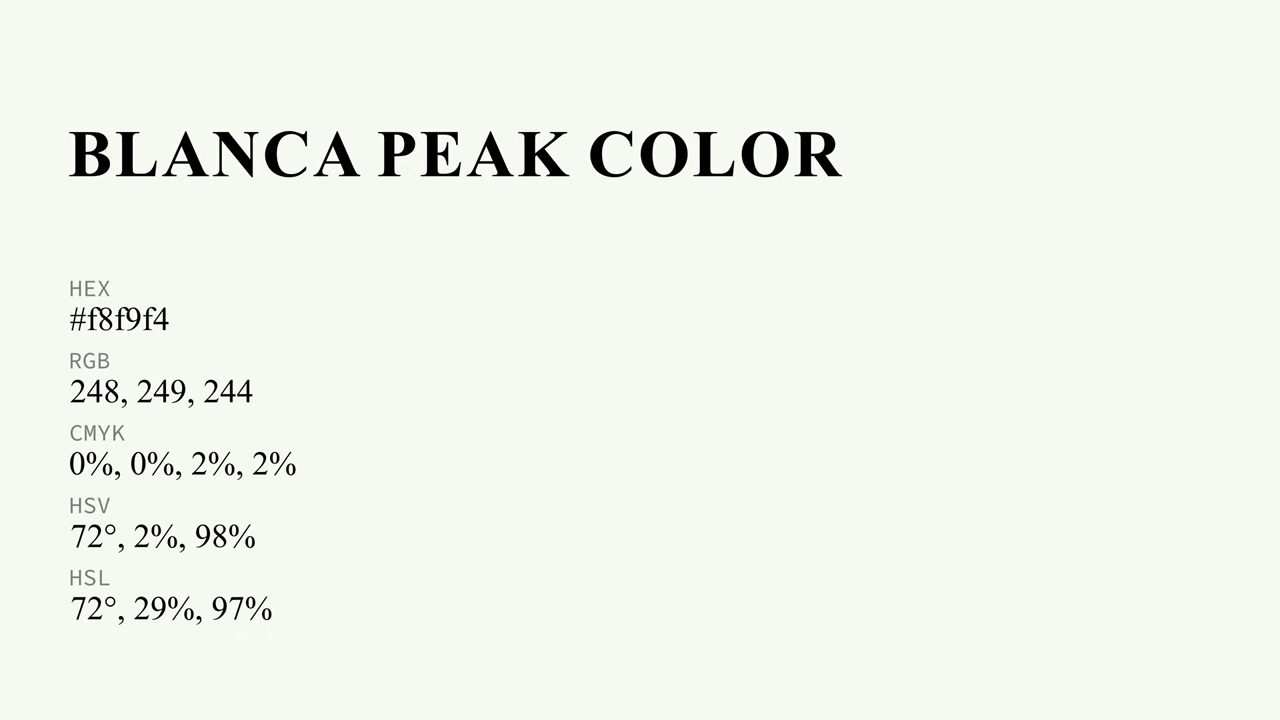 BLANCA PEAK COLOR
HEX
#f8f9f4
RGB
248, 249, 244
CMYK
0%, 0%, 2%, 2%
HSV
72°, 2%, 98%
HSL
72°, 29%, 97%